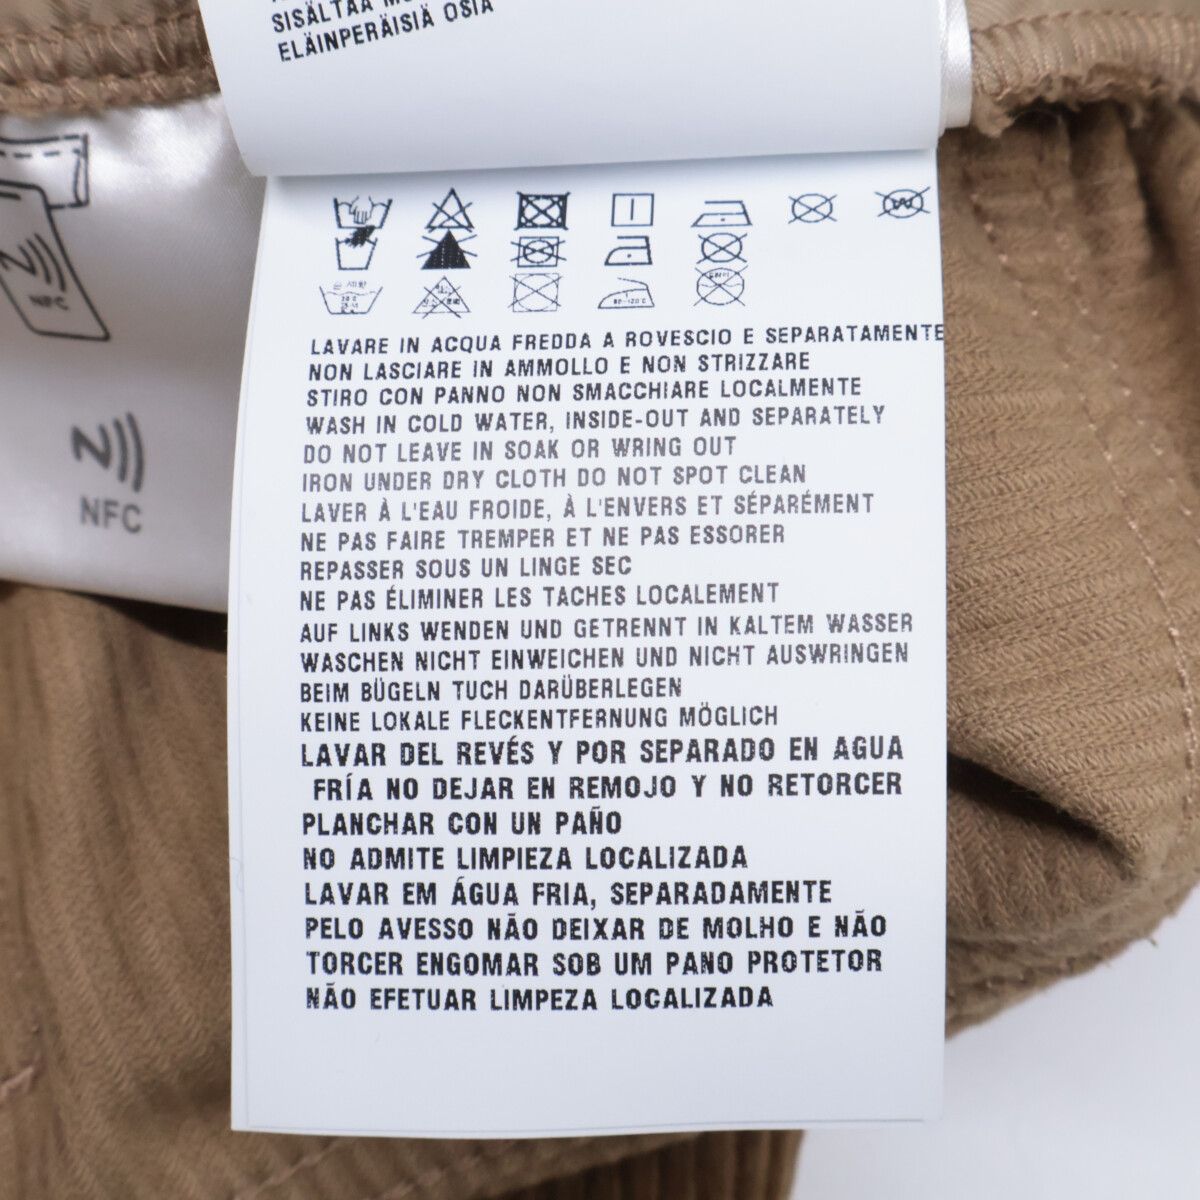 ELÄINPERÄISIÄ OSIA
W
NFC
NFC
LAVARE IN ACQUA FREDDA A ROVESCIO E SEPARATAMENTE
NON LASCIARE IN AMMOLLO E NON STRIZZARE
STIRO CON PANNO NON SMACCHIARE LOCALMENTE
WASH IN COLD WATER, INSIDE-OUT AND SEPARATELY
DO NOT LEAVE IN SOAK OR WRING OUT
IRON UNDER DRY CLOTH DO NOT SPOT CLEAN
LAVER À L'EAU FROIDE, À L'ENVERS ET SÉPARÉMENT
NE PAS FAIRE TREMPER ET NE PAS ESSORER
REPASSER SOUS UN LINGE SEC
NE PAS ÉLIMINER LES TACHES LOCALEMENT
AUF LINKS WENDEN UND GETRENNT IN KALTEM WASSER
WASCHEN NICHT EINWEICHEN UND NICHT AUSWRINGEN
BEIM BÜGELN TUCH DARÜBERLEGEN
KEINE LOKALE FLECKENTFERNUNG MÖGLICH
LAVAR DEL REVÉS Y POR SEPARADO EN AGUA
FRÍA NO DEJAR EN REMOJO Y NO RETORCER
PLANCHAR CON UN PAÑO
NO ADMITE LIMPIEZA LOCALIZADA
LAVAR EM ÁGUA FRIA, SEPARADAMENTE
PELO AVESSO NÃO DEIXAR DE MOLHO E NÃO
TORCER ENGOMAR SOB UM PANO PROTETOR
NÃO EFETUAR LIMPEZA LOCALIZADA